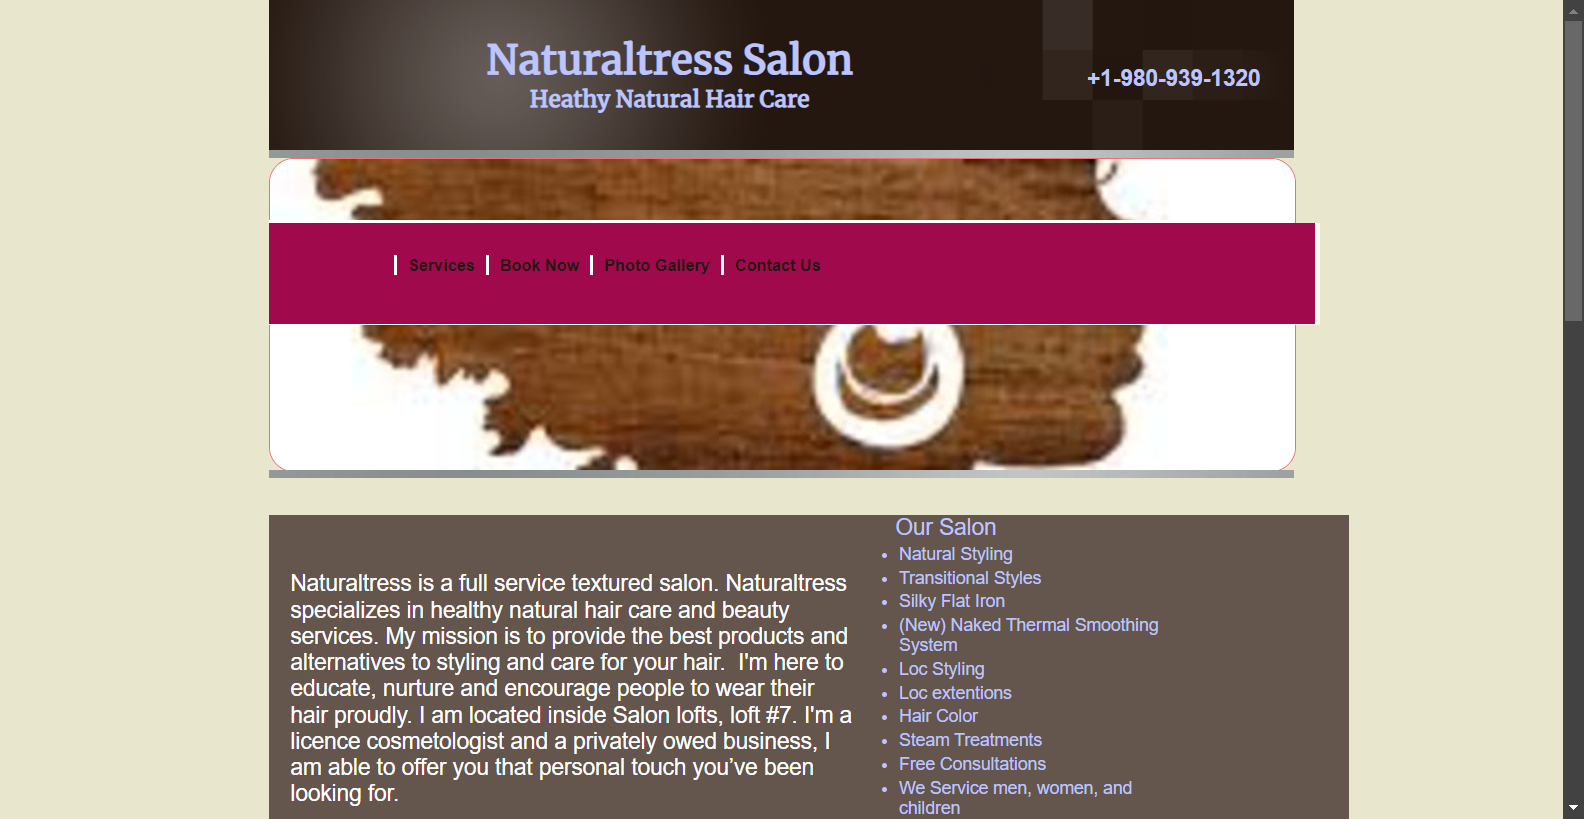 Naturaltress Salon
Heathy Natural Hair Care
+1-980-939-1320
Services
Book Now
Photo Gallery
Contact Us
Naturaltress is a full service textured salon. Naturaltress
specializes in healthy natural hair care and beauty
services. My mission is to provide the best products and
alternatives to styling and care for your hair.  I'm here to
educate, nurture and encourage people to wear their
hair proudly. I am located inside Salon lofts, loft #7. I'm a
licence cosmetologist and a privately owed business, I
am able to offer you that personal touch you’ve been
looking for.
Our Salon
Natural Styling
Transitional Styles
Silky Flat Iron
(New) Naked Thermal Smoothing
System
Loc Styling
Loc extentions
Hair Color
Steam Treatments
Free Consultations
We Service men, women, and
children